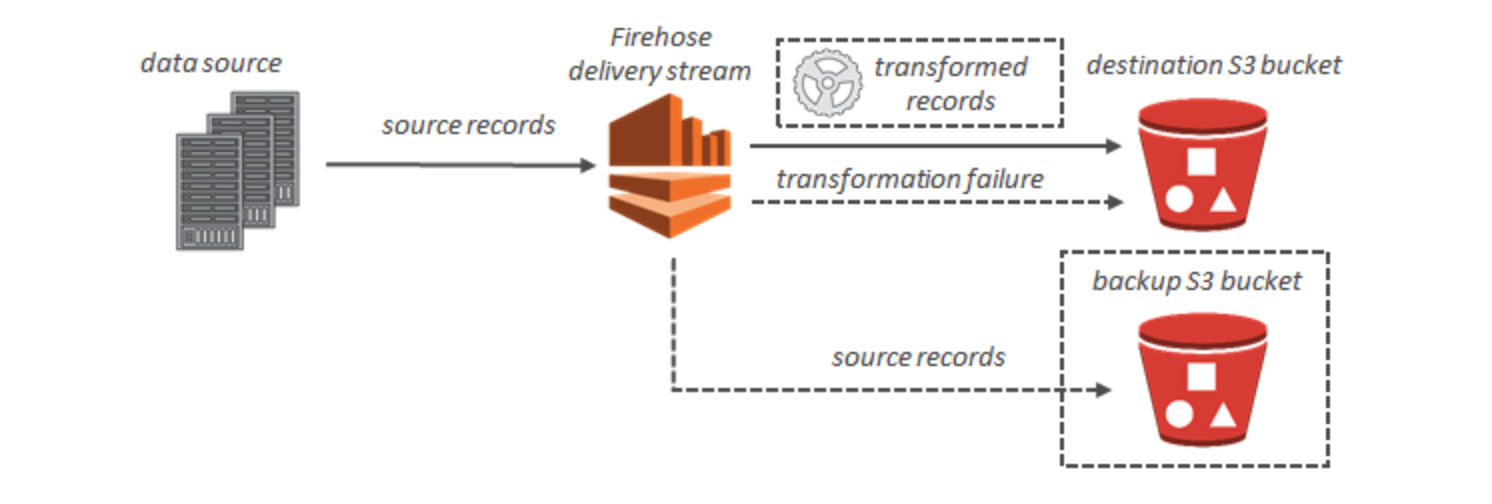 data source
source records
Firehose
delivery stream
transformed
records
destination S3 bucket
transformation failure
backup S3 bucket
source records